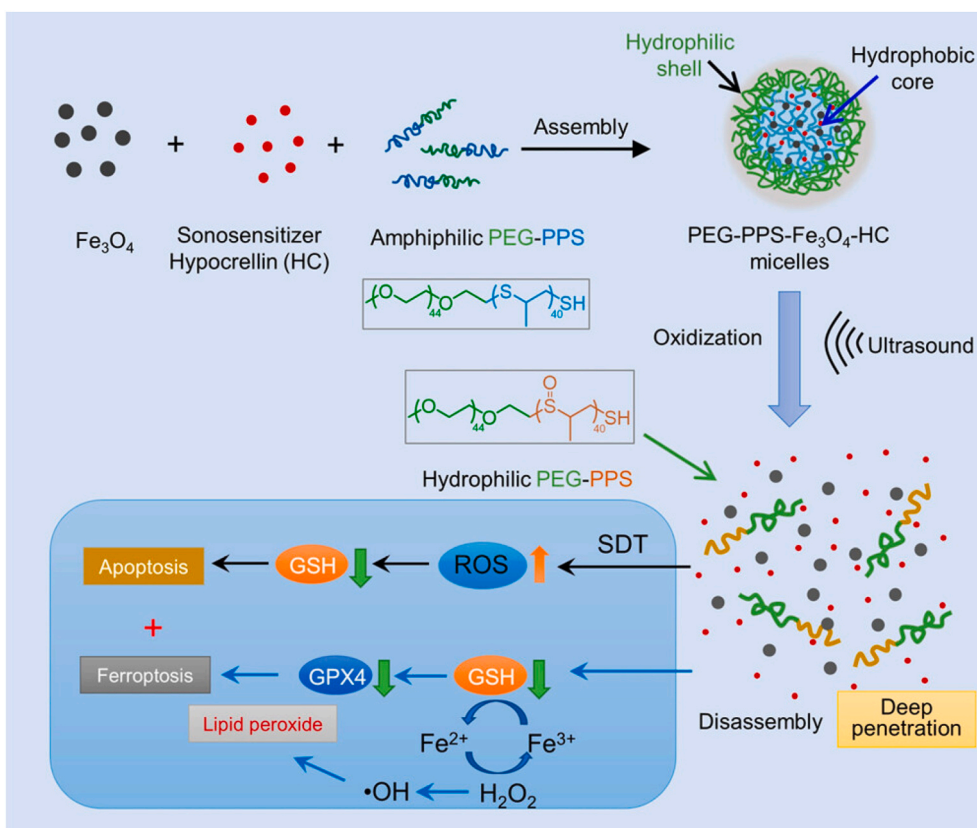 Hydrophilic
shell
Hydrophobic
core
+
+
Assembly
Fe₃O₄
Sonosensitizer
Hypocrellin (HC)
Amphiphilic PEG-PPS
PEG-PPS-Fe₃O₄-HC
micelles
O
44
O
S
40
SH
Oxidization
Ultrasound
O
O
44
O
S
40
SH
Hydrophilic PEG-PPS
SDT
Apoptosis
GSH
ROS
+
Ferroptosis
GPX4
GSH
Lipid peroxide
Fe²⁺
Fe³⁺
•OH
H₂O₂
Disassembly
Deep
penetration